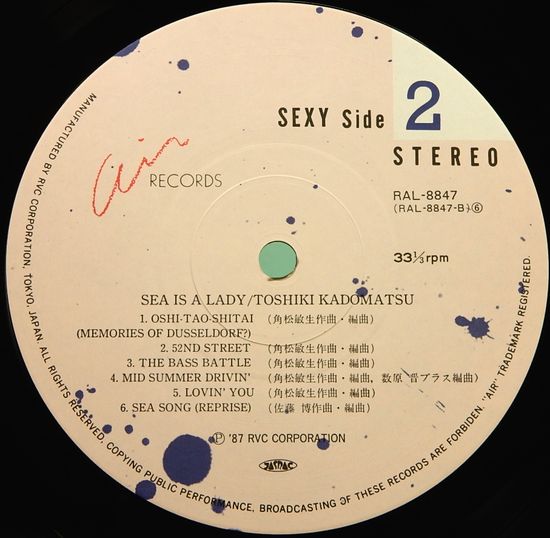 SEXY Side 2
STEREO
Air RECORDS
RAL-8847
(RAL-8847-B)⑥
33⅓rpm
SEA IS A LADY/TOSHIKI KADOMATSU
1. OSHI-TAO-SHITAI (角松敏生作曲・編曲)
(MEMORIES OF DUSSELDORF?)
2. 52ND STREET (角松敏生作曲・編曲)
3. THE BASS BATTLE (角松敏生作曲・編曲)
4. MID SUMMER DRIVIN' (角松敏生作曲・編曲, 数原 晋ブラス編曲)
5. LOVIN' YOU (角松敏生作曲・編曲)
6. SEA SONG (REPRISE) (佐藤 博作曲・編曲)
Ⓟ '87 RVC CORPORATION
JASRAC
MANUFACTURED BY RVC CORPORATION, TOKYO, JAPAN. ALL RIGHTS RESERVED, COPYING PUBLIC PERFORMANCE, BROADCASTING OF THESE RECORDS ARE FORBIDEN. "AIR" TRADEMARK REGISTERED.